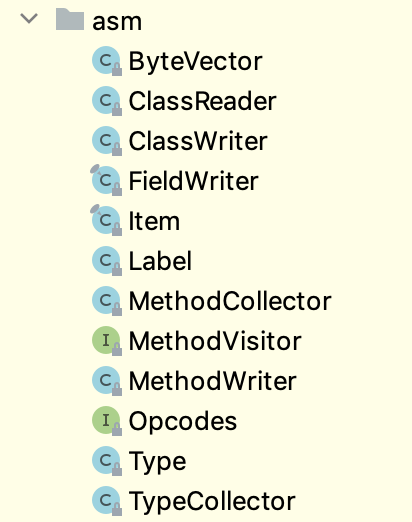 asm
C ByteVector
C ClassReader
C ClassWriter
C FieldWriter
C Item
C Label
C MethodCollector
I MethodVisitor
C MethodWriter
I Opcodes
C Type
C TypeCollector